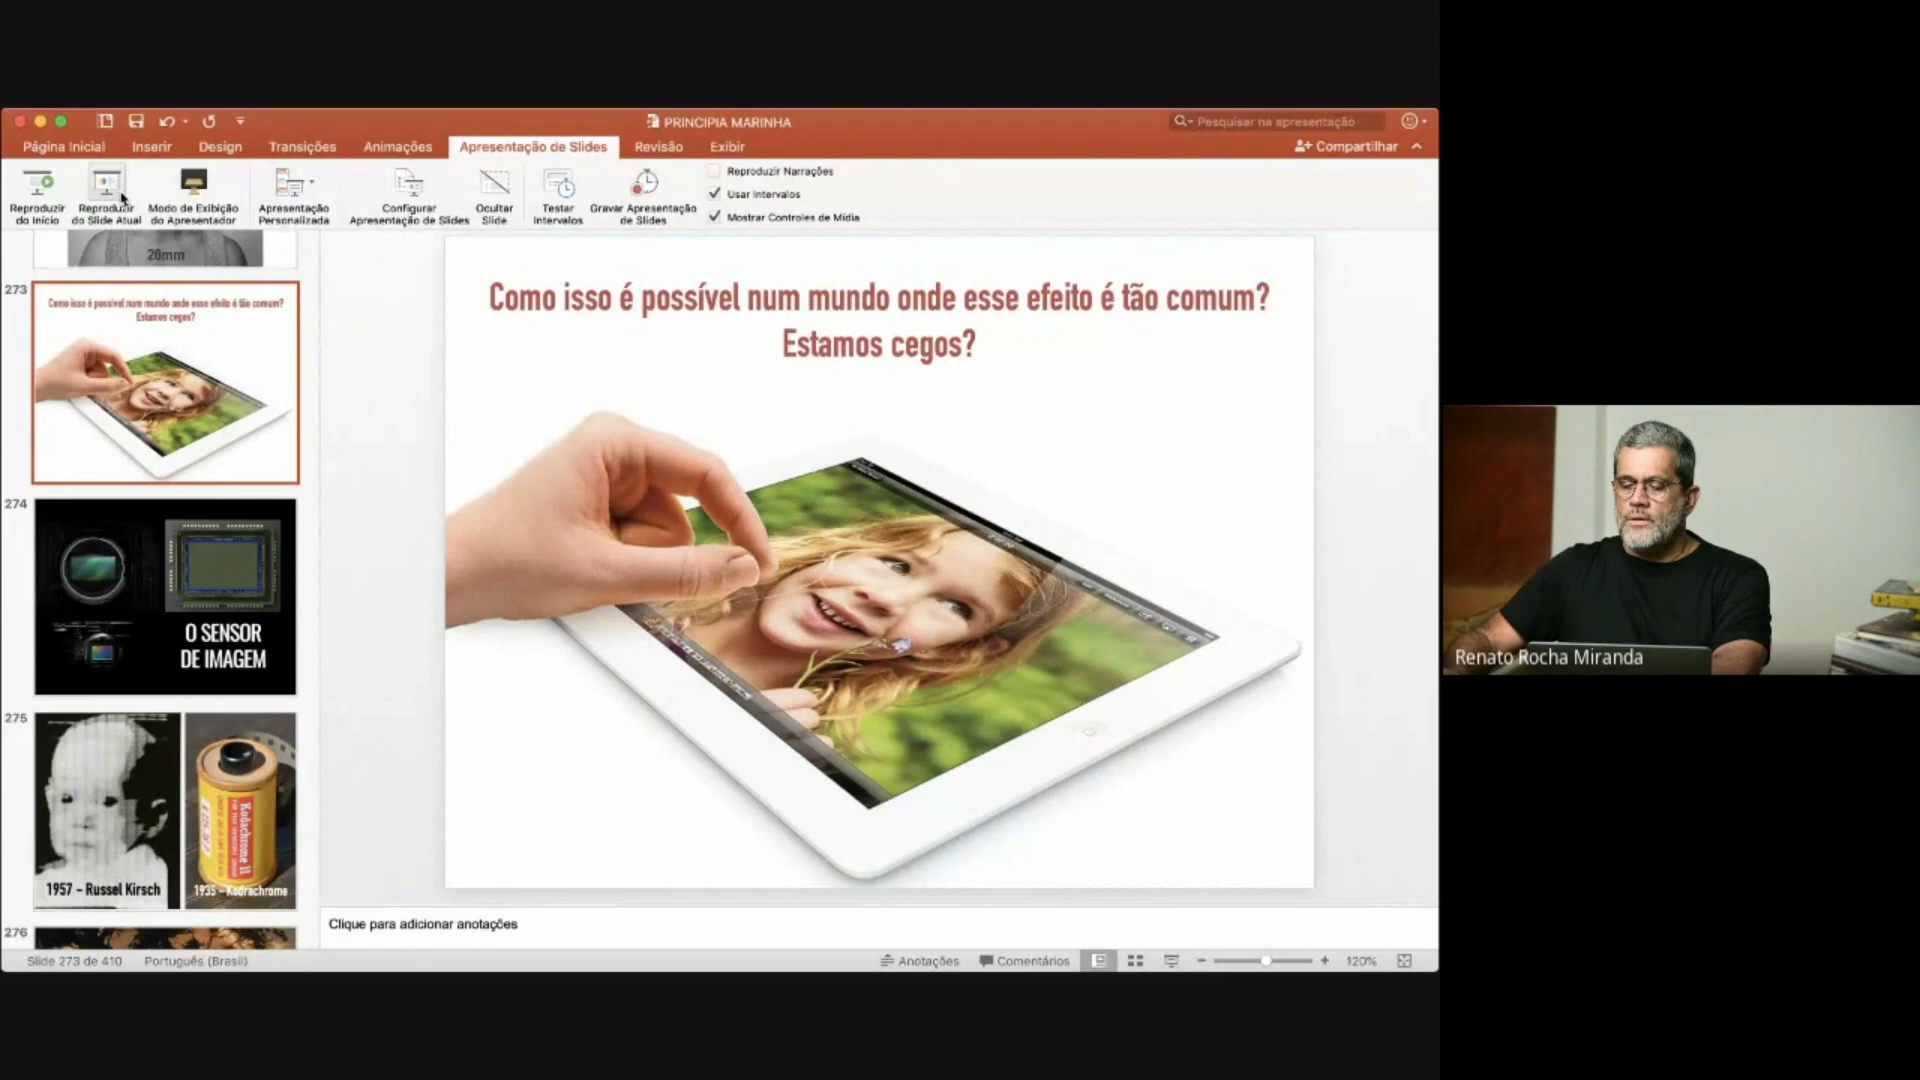 PRINCIPIA MARINHA
Pesquisar na apresentação
Página Inicial
Inserir
Design
Transições
Animações
Apresentação de Slides
Revisão
Exibir
Compartilhar
Reproduzir
do Início
Reproduzir
do Slide Atual
Modo de Exibição
do Apresentador
Apresentação
Personalizada
Configurar
Apresentação de Slides
Ocultar
Slide
Testar
Intervalos
Gravar Apresentação
de Slides
Reproduzir Narrações
Usar Intervalos
Mostrar Controles de Mídia
20mm
273
Como isso é possível num mundo onde esse efeito é tão comum?
Estamos cegos?
274
O SENSOR
DE IMAGEM
275
Kodachrome II
1957 - Russel Kirsch
1935 - Kodrachrome
276
Como isso é possível num mundo onde esse efeito é tão comum?
Estamos cegos?
Clique para adicionar anotações
Slide 273 de 410
Português (Brasil)
Anotações
Comentários
120%
Renato Rocha Miranda